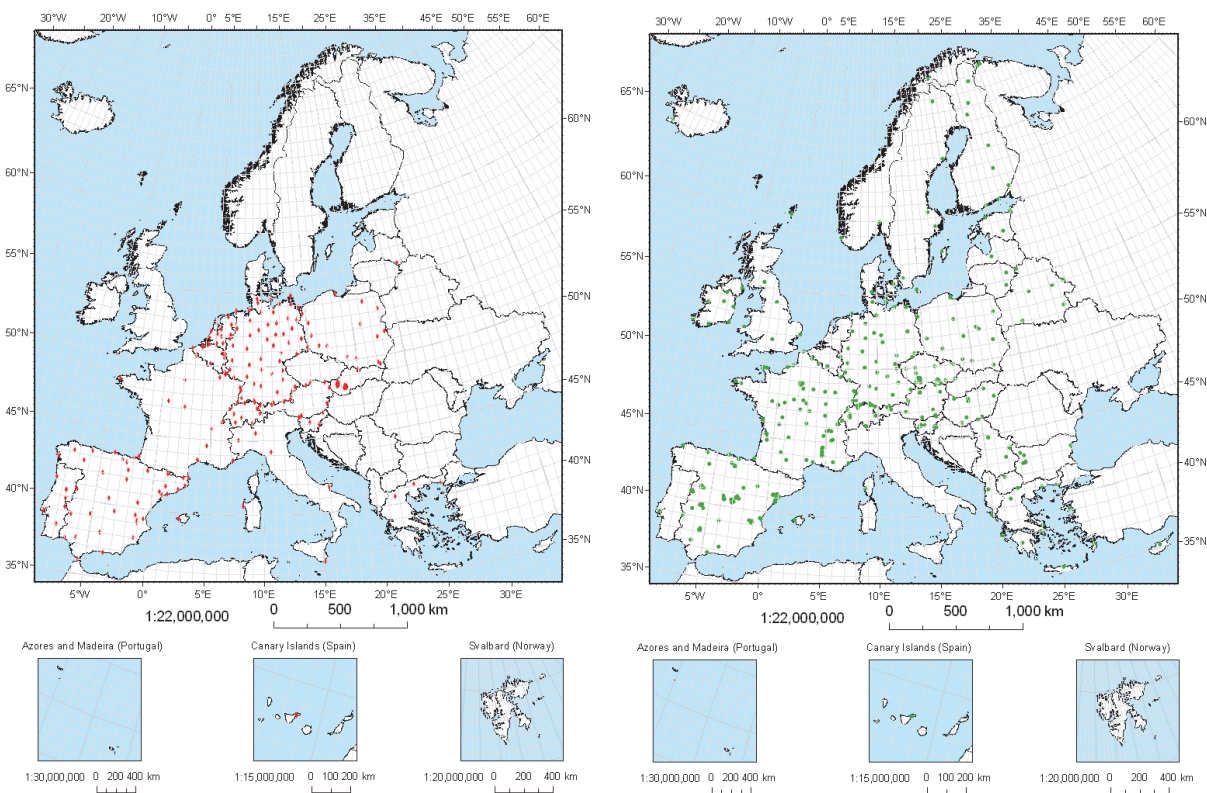 30°W 20°W 10°W 0° 5°E 15°E 25°E 35°E 45°E 50°E 55°E 60°E
65°N
60°N
55°N
50°N
45°N
40°N
35°N
60°N
55°N
50°N
45°N
40°N
35°N
5°W 0° 5°E 10°E 15°E 20°E 25°E 30°E
1:22,000,000 0 500 1,000 km
Azores and Madeira (Portugal) Canary Islands (Spain) Svalbard (Norway)
1:30,000,000 0 200 400 km 1:15,000,000 0 100 200 km 1:20,000,000 0 200 400 km
30°W 20°W 10°W 0° 5°E 15°E 25°E 35°E 45°E 50°E 55°E 60°E
65°N
60°N
55°N
50°N
45°N
40°N
35°N
60°N
55°N
50°N
45°N
40°N
35°N
5°W 0° 5°E 10°E 15°E 20°E 25°E 30°E
1:22,000,000 0 500 1,000 km
Azores and Madeira (Portugal) Canary Islands (Spain) Svalbard (Norway)
1:30,000,000 0 200 400 km 1:15,000,000 0 100 200 km 1:20,000,000 0 200 400 km